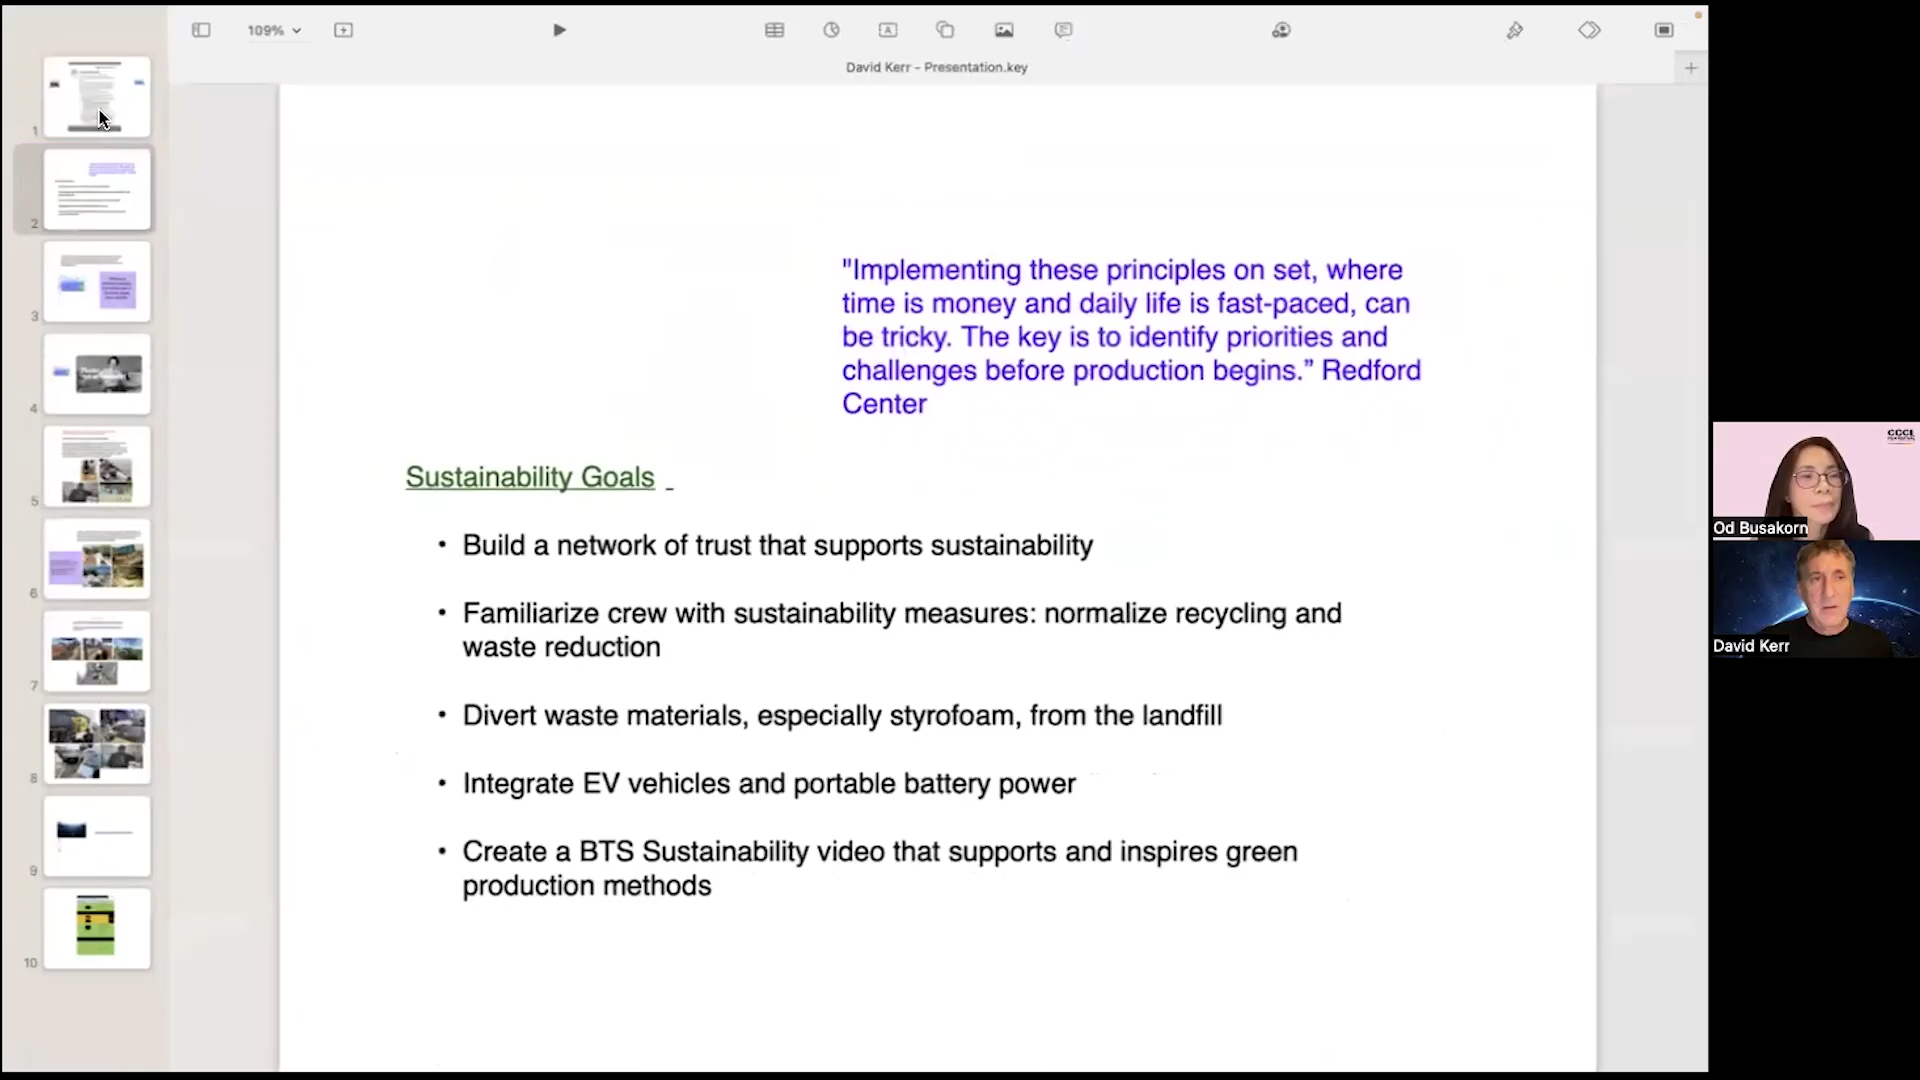 109%
David Kerr – Presentation.key
1
2
3
4
5
6
7
8
9
10
"Implementing these principles on set, where
time is money and daily life is fast-paced, can
be tricky. The key is to identify priorities and
challenges before production begins.” Redford
Center
Sustainability Goals
• Build a network of trust that supports sustainability
• Familiarize crew with sustainability measures: normalize recycling and
waste reduction
• Divert waste materials, especially styrofoam, from the landfill
• Integrate EV vehicles and portable battery power
• Create a BTS Sustainability video that supports and inspires green
production methods
CCCL
Od Busakorn
David Kerr